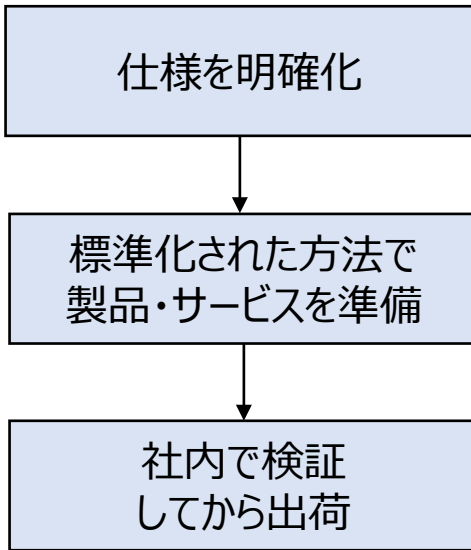 仕様を明確化
標準化された方法で
製品・サービスを準備
社内で検証
してから出荷